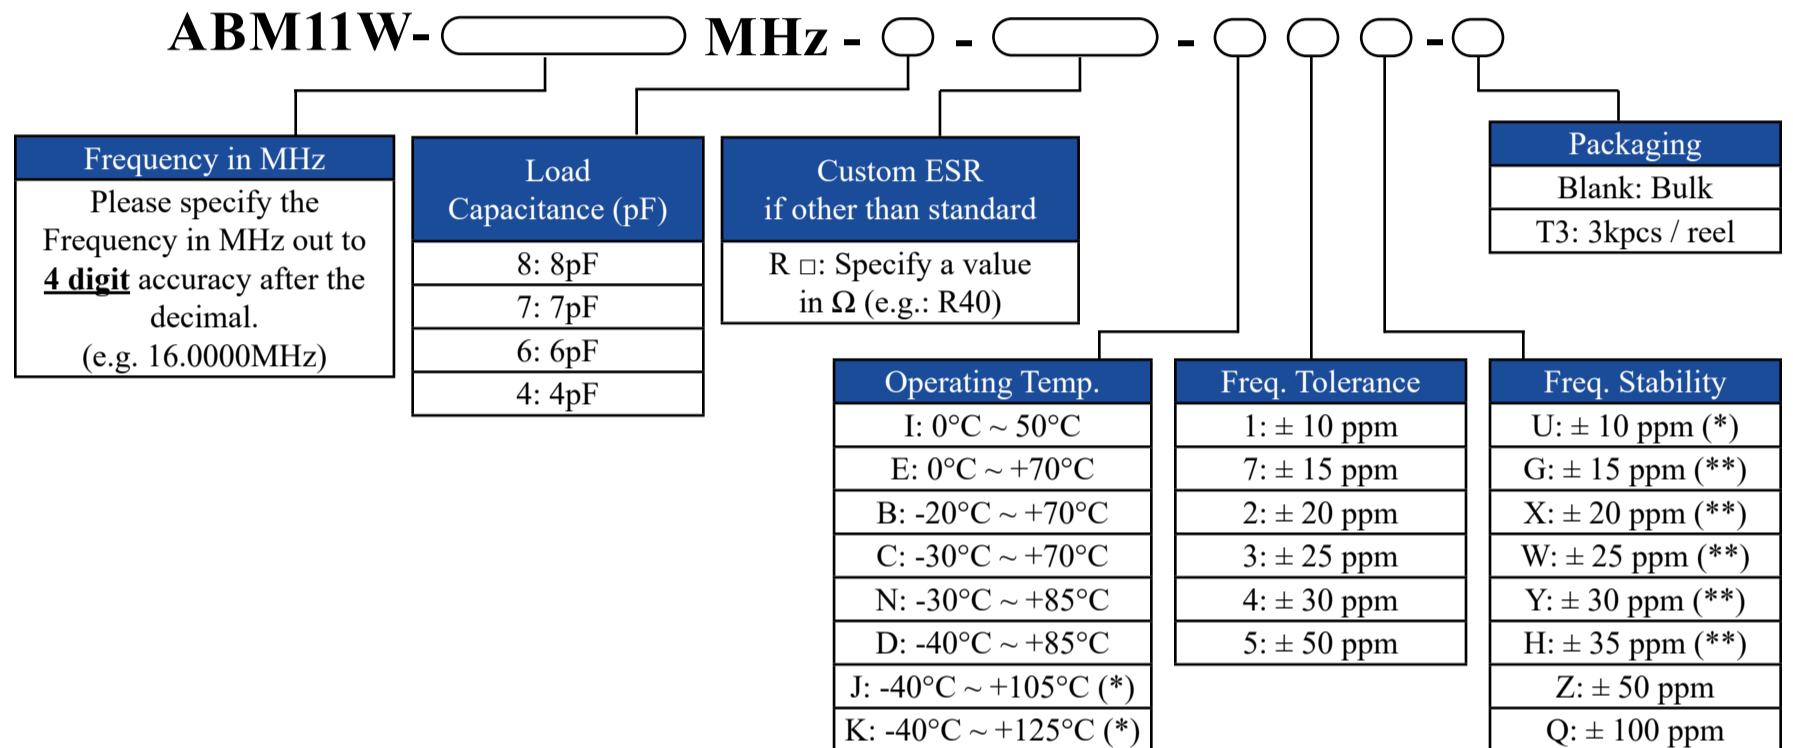 ABM11W- MHz - - - -
Frequency in MHz
Please specify the
Frequency in MHz out to
4 digit accuracy after the
decimal.
(e.g. 16.0000MHz)
Load
Capacitance (pF)
8: 8pF
7: 7pF
6: 6pF
4: 4pF
Custom ESR
if other than standard
R □: Specify a value
in Ω (e.g.: R40)
Packaging
Blank: Bulk
T3: 3kpcs / reel
Operating Temp.
I: 0°C ~ 50°C
E: 0°C ~ +70°C
B: -20°C ~ +70°C
C: -30°C ~ +70°C
N: -30°C ~ +85°C
D: -40°C ~ +85°C
J: -40°C ~ +105°C (*)
K: -40°C ~ +125°C (*)
Freq. Tolerance
1: ± 10 ppm
7: ± 15 ppm
2: ± 20 ppm
3: ± 25 ppm
4: ± 30 ppm
5: ± 50 ppm
Freq. Stability
U: ± 10 ppm (*)
G: ± 15 ppm (**)
X: ± 20 ppm (**)
W: ± 25 ppm (**)
Y: ± 30 ppm (**)
H: ± 35 ppm (**)
Z: ± 50 ppm
Q: ± 100 ppm